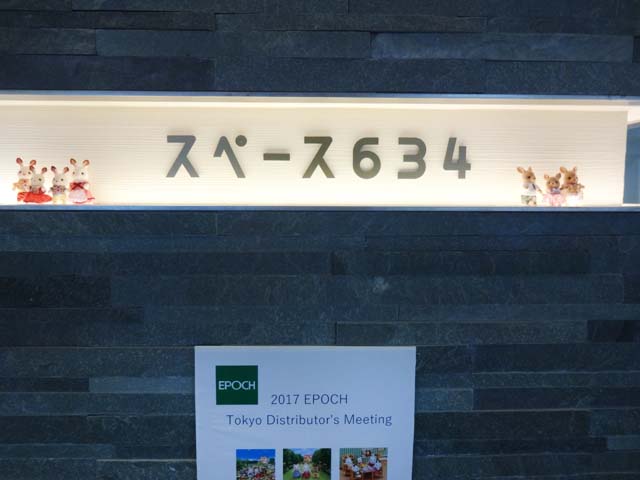 スペース634
EPOCH
2017 EPOCH
Tokyo Distributor's Meeting